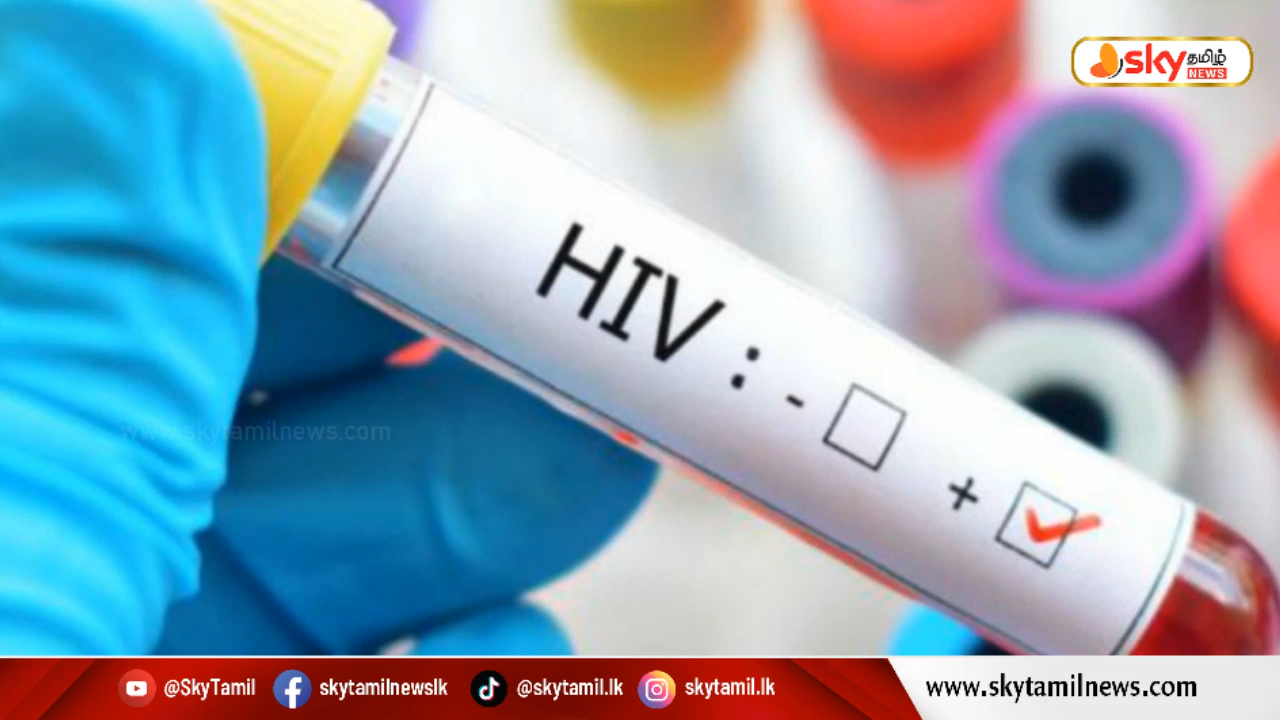 sky தமிழ்
NEWS
HIV : - □ + ☑
www.skytamilnews.com
@SkyTamil skytamilnewslk @skytamil.lk skytamil.lk www.skytamilnews.com